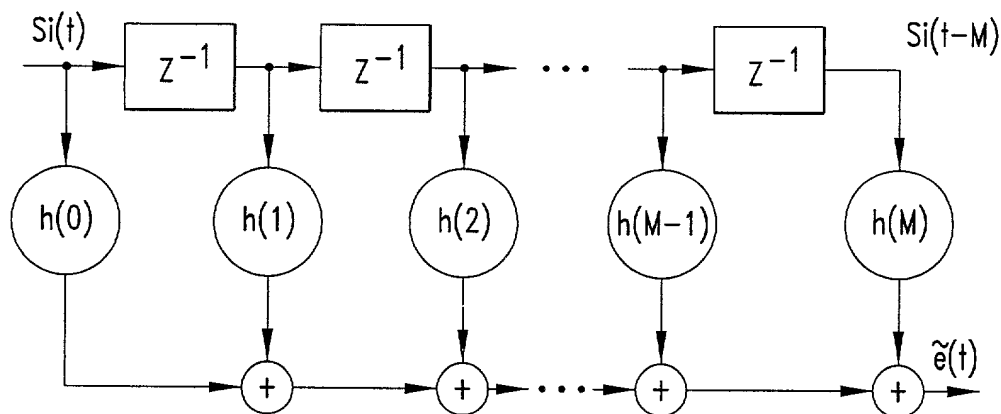 Si(t)
Si(t-M)
z⁻¹
z⁻¹
...
z⁻¹
h(0)
h(1)
h(2)
h(M-1)
h(M)
ẽ(t)
+
+
...
+
+